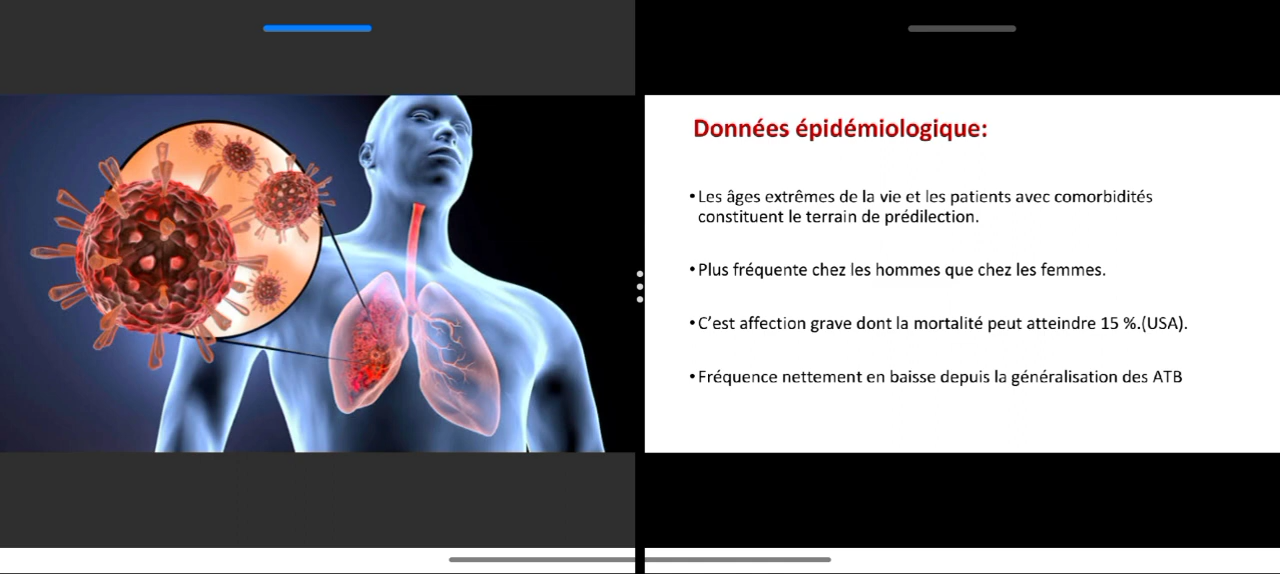 Données épidémiologique:
•Les âges extrêmes de la vie et les patients avec comorbidités
constituent le terrain de prédilection.
•Plus fréquente chez les hommes que chez les femmes.
•C’est affection grave dont la mortalité peut atteindre 15 %.(USA).
•Fréquence nettement en baisse depuis la généralisation des ATB